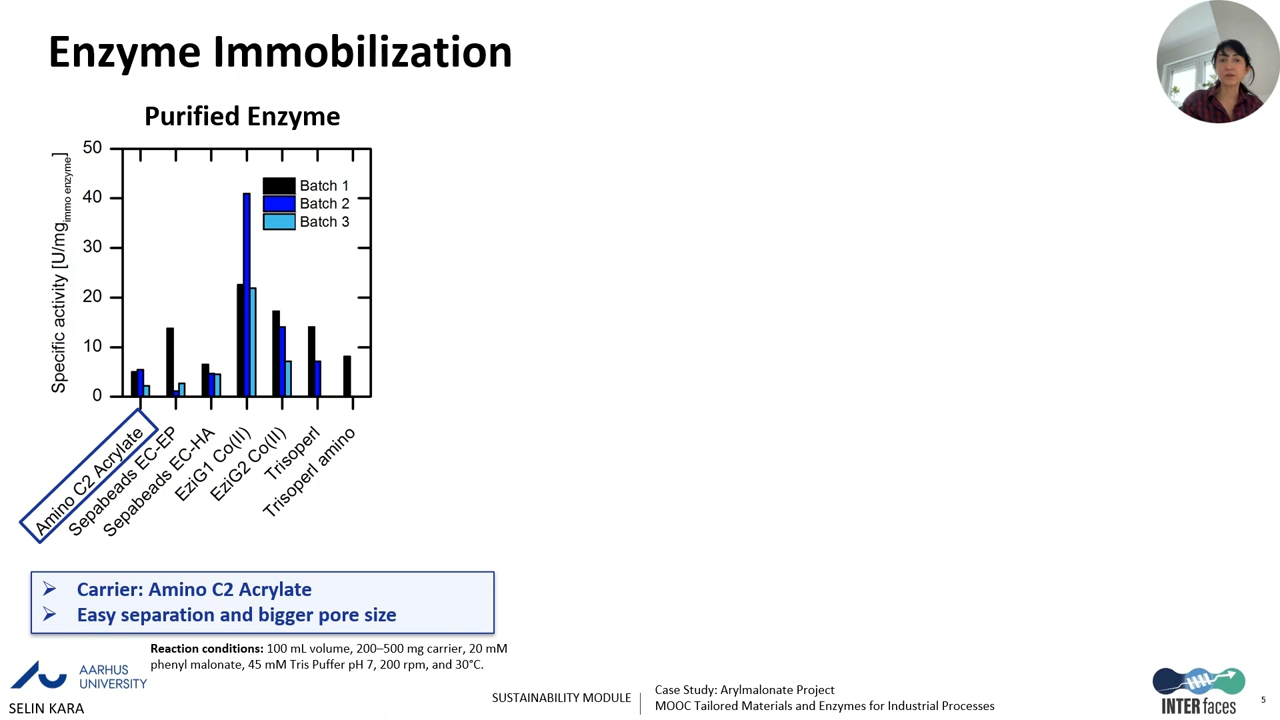 Enzyme Immobilization
Purified Enzyme
Specific activity [U/mg immo enzyme]
50
40
30
20
10
0
Batch 1
Batch 2
Batch 3
Amino C2 Acrylate
Sepabeads EC-EP
Sepabeads EC-HA
EziG1 Co(II)
EziG2 Co(II)
Trisoperl
Trisoperl amino
➢ Carrier: Amino C2 Acrylate
➢ Easy separation and bigger pore size
Reaction conditions: 100 mL volume, 200–500 mg carrier, 20 mM
phenyl malonate, 45 mM Tris Puffer pH 7, 200 rpm, and 30°C.
AARHUS
UNIVERSITY
SELIN KARA
SUSTAINABILITY MODULE
Case Study: Arylmalonate Project
MOOC Tailored Materials and Enzymes for Industrial Processes
INTERfaces
5